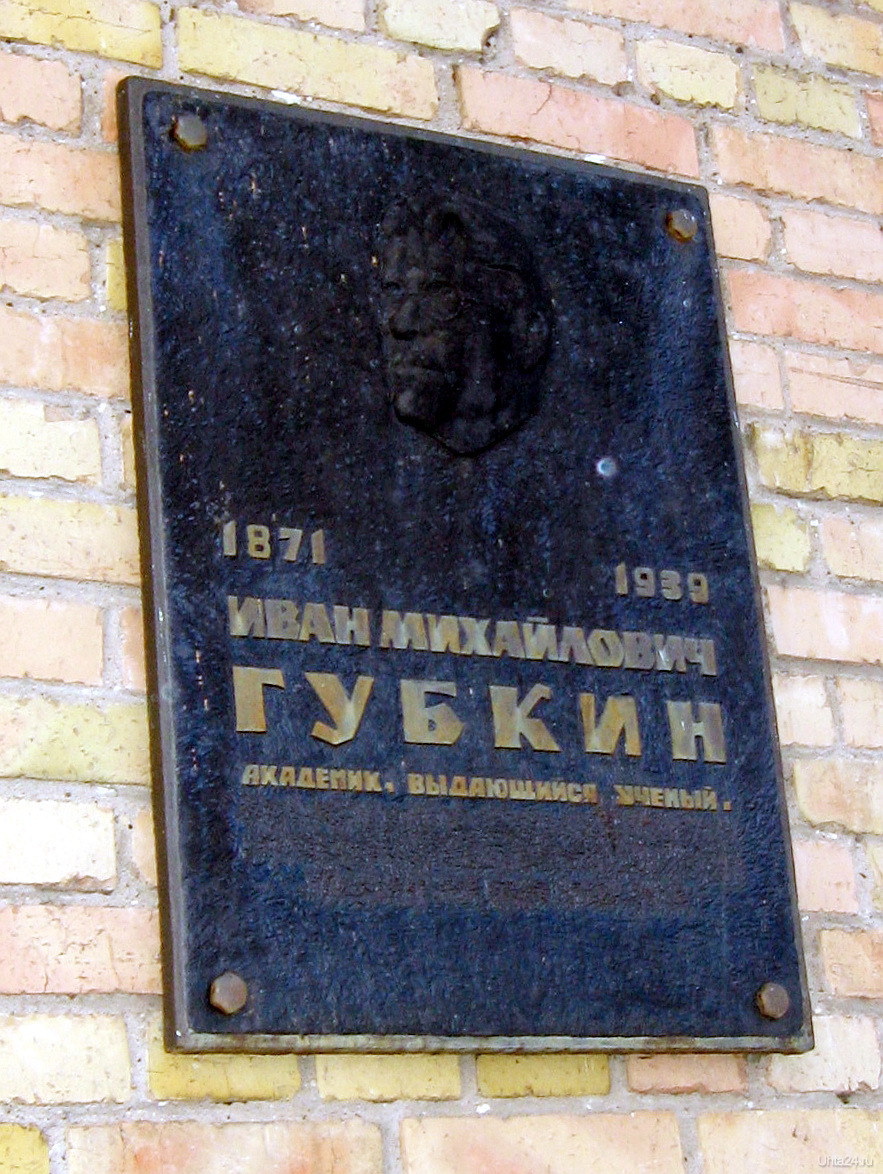 1871
1939
ИВАН МИХАЙЛОВИЧ
ГУБКИН
АКАДЕМИК, ВЫДАЮЩИЙСЯ УЧЕНЫЙ.
Uhta24.ru